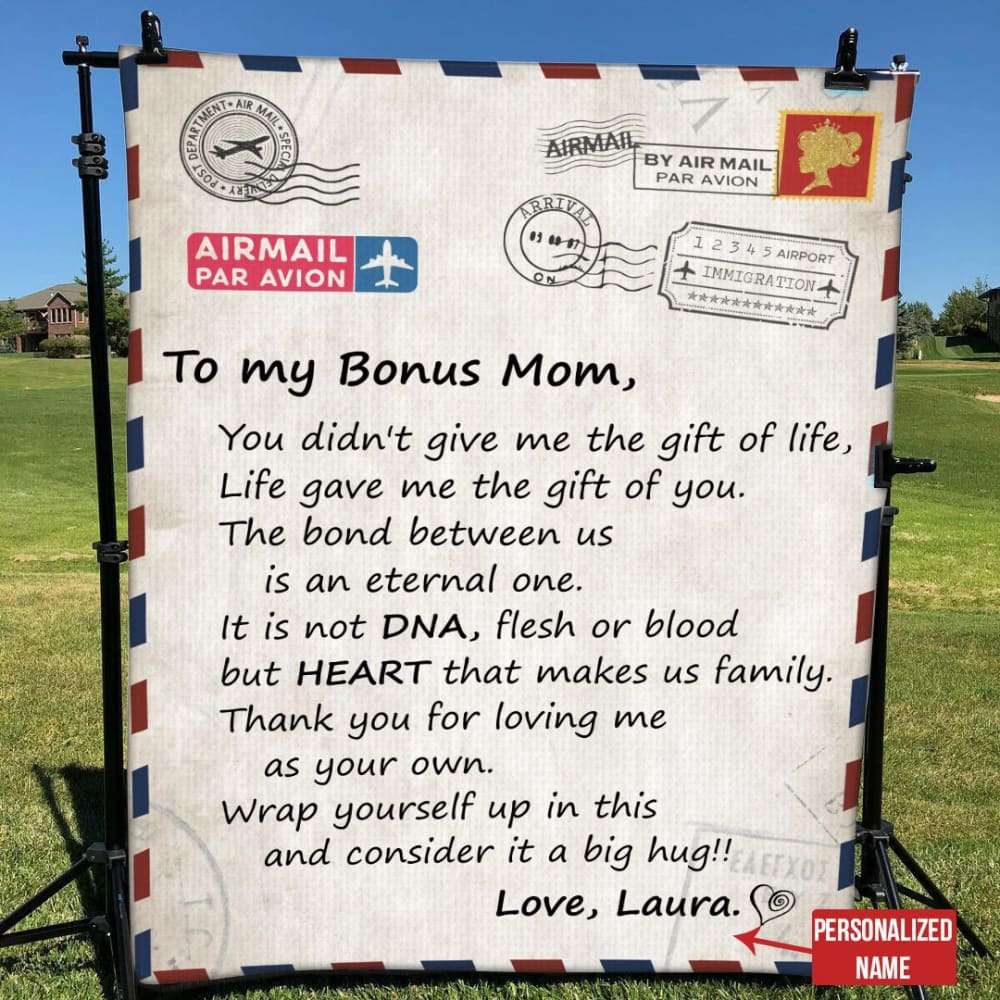 POST DEPARTMENT ★ AIR MAIL ★ SPECIAL DELIVERY ★
AIRMAIL
BY AIR MAIL
PAR AVION
AIRMAIL
PAR AVION
ARRIVAL
ON
1 2 3 4 5 AIRPORT
IMMIGRATION
************
To my Bonus Mom,
You didn't give me the gift of life,
Life gave me the gift of you.
The bond between us
is an eternal one.
It is not DNA, flesh or blood
but HEART that makes us family.
Thank you for loving me
as your own.
Wrap yourself up in this
and consider it a big hug!!
ΕΛΕΓΧΟΣ
Love, Laura.
PERSONALIZED
NAME